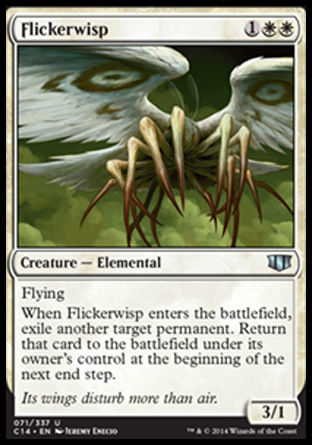 Flickerwisp 1
Creature — Elemental
Flying
When Flickerwisp enters the battlefield,
exile another target permanent. Return
that card to the battlefield under its
owner's control at the beginning of the
next end step.
Its wings disturb more than air.
3/1
071/337 U
C14 • EN Jeremy Enecio
™ & © 2014 Wizards of the Coast